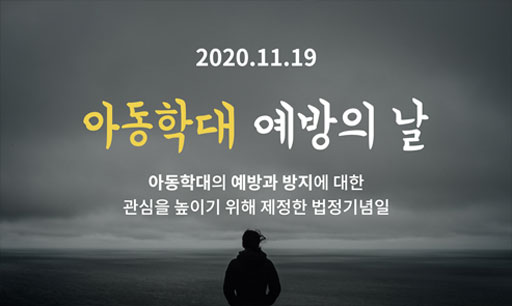 2020.11.19
아동학대 예방의 날
아동학대의 예방과 방지에 대한
관심을 높이기 위해 제정한 법정기념일